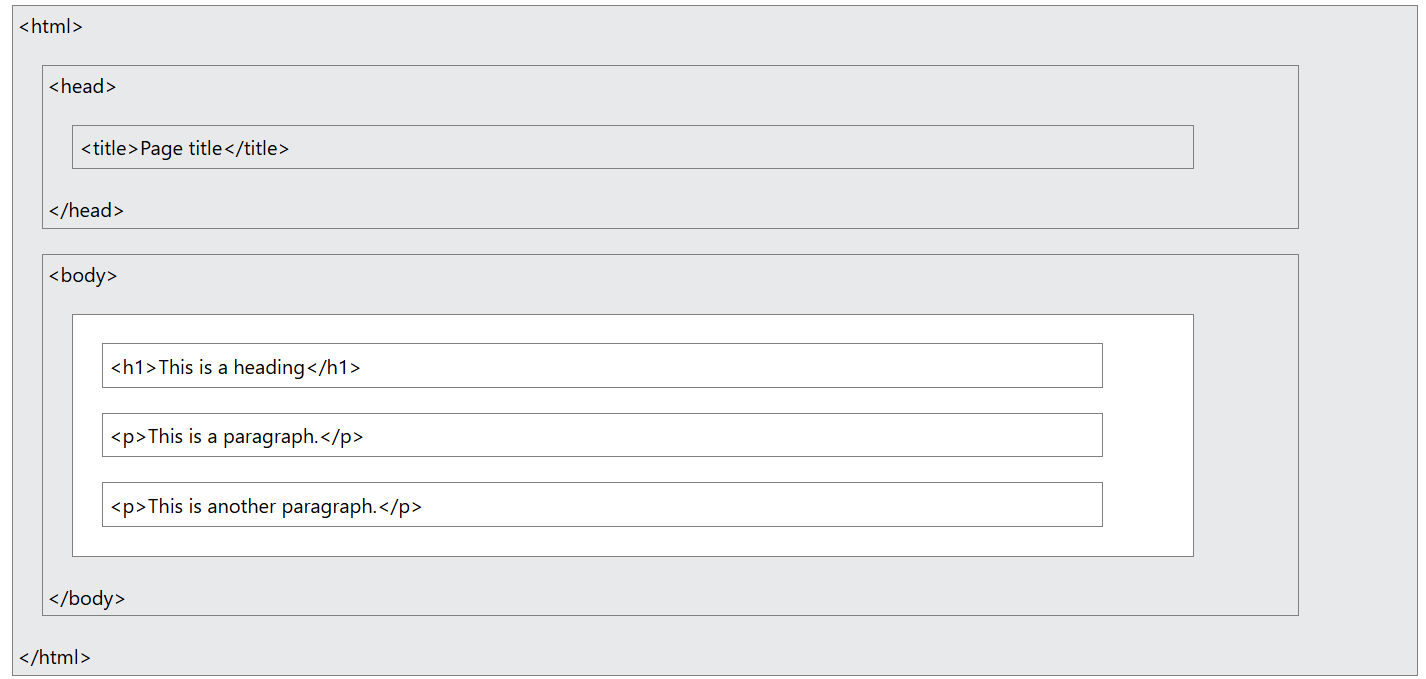 <html>
<head>
<title>Page title</title>
</head>
<body>
<h1>This is a heading</h1>
<p>This is a paragraph.</p>
<p>This is another paragraph.</p>
</body>
</html>